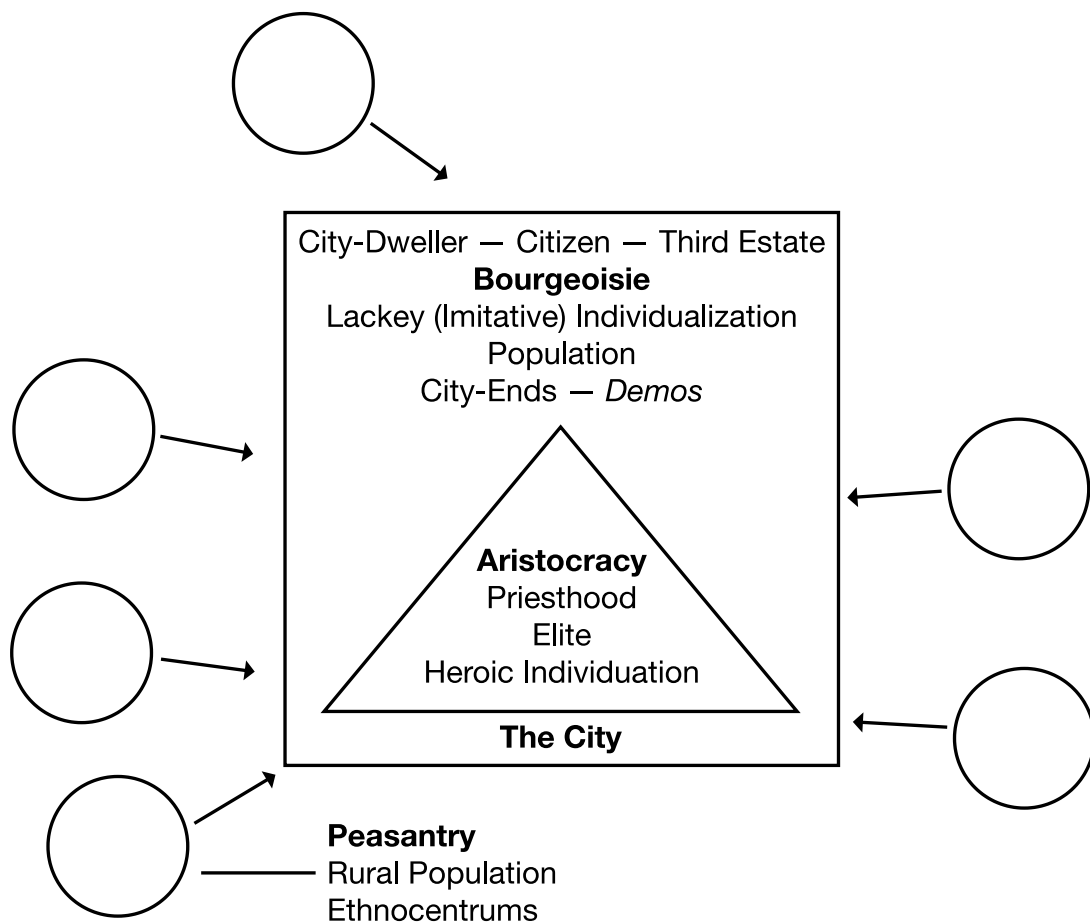 City-Dweller — Citizen — Third Estate
Bourgeoisie
Lackey (Imitative) Individualization
Population
City-Ends — Demos
Aristocracy
Priesthood
Elite
Heroic Individuation
The City
Peasantry
Rural Population
Ethnocentrums